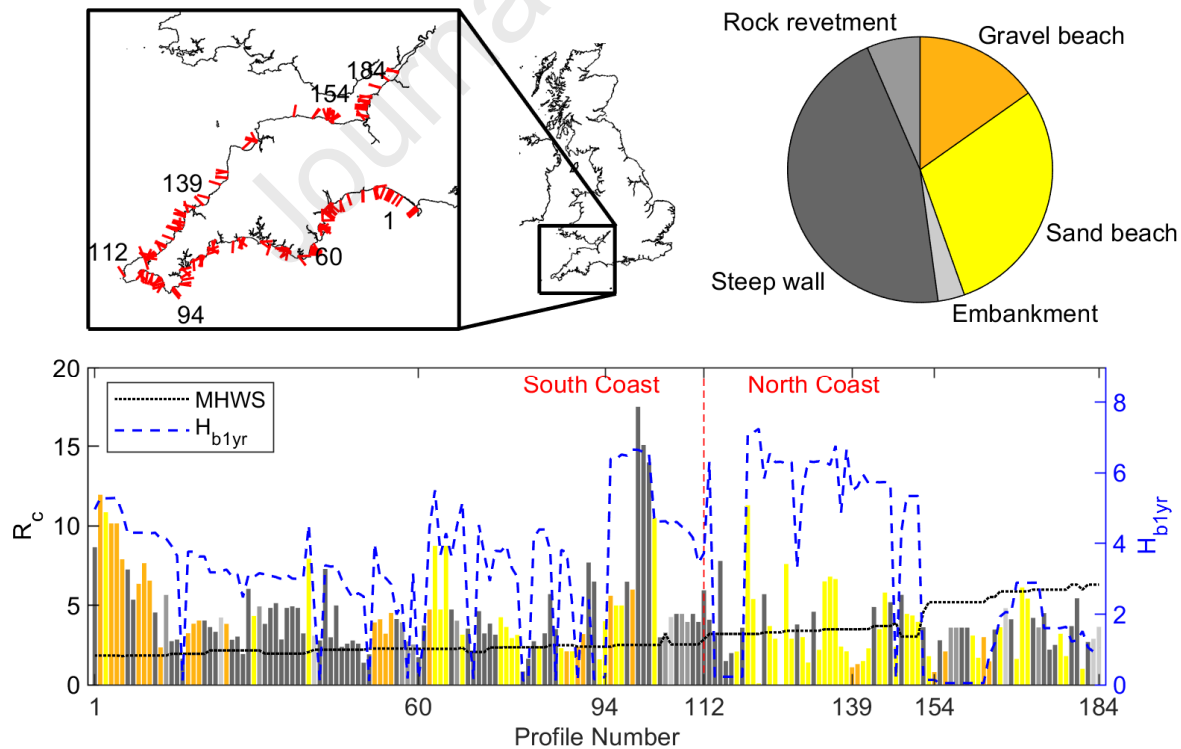 Journa
184
154
139
1
112
60
94
Rock revetment
Gravel beach
Sand beach
Steep wall
Embankment
20
15
10
5
0
R_c
MHWS
H_b1yr
South Coast
North Coast
8
6
4
2
0
H_b1yr
1
60
94
112
139
154
184
Profile Number